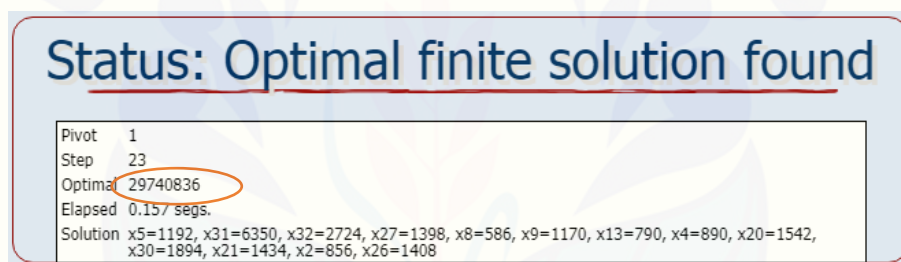 Status: Optimal finite solution found
Pivot 1
Step 23
Optimal 29740836
Elapsed 0.157 segs.
Solution x5=1192, x31=6350, x32=2724, x27=1398, x8=586, x9=1170, x13=790, x4=890, x20=1542,
x30=1894, x21=1434, x2=856, x26=1408